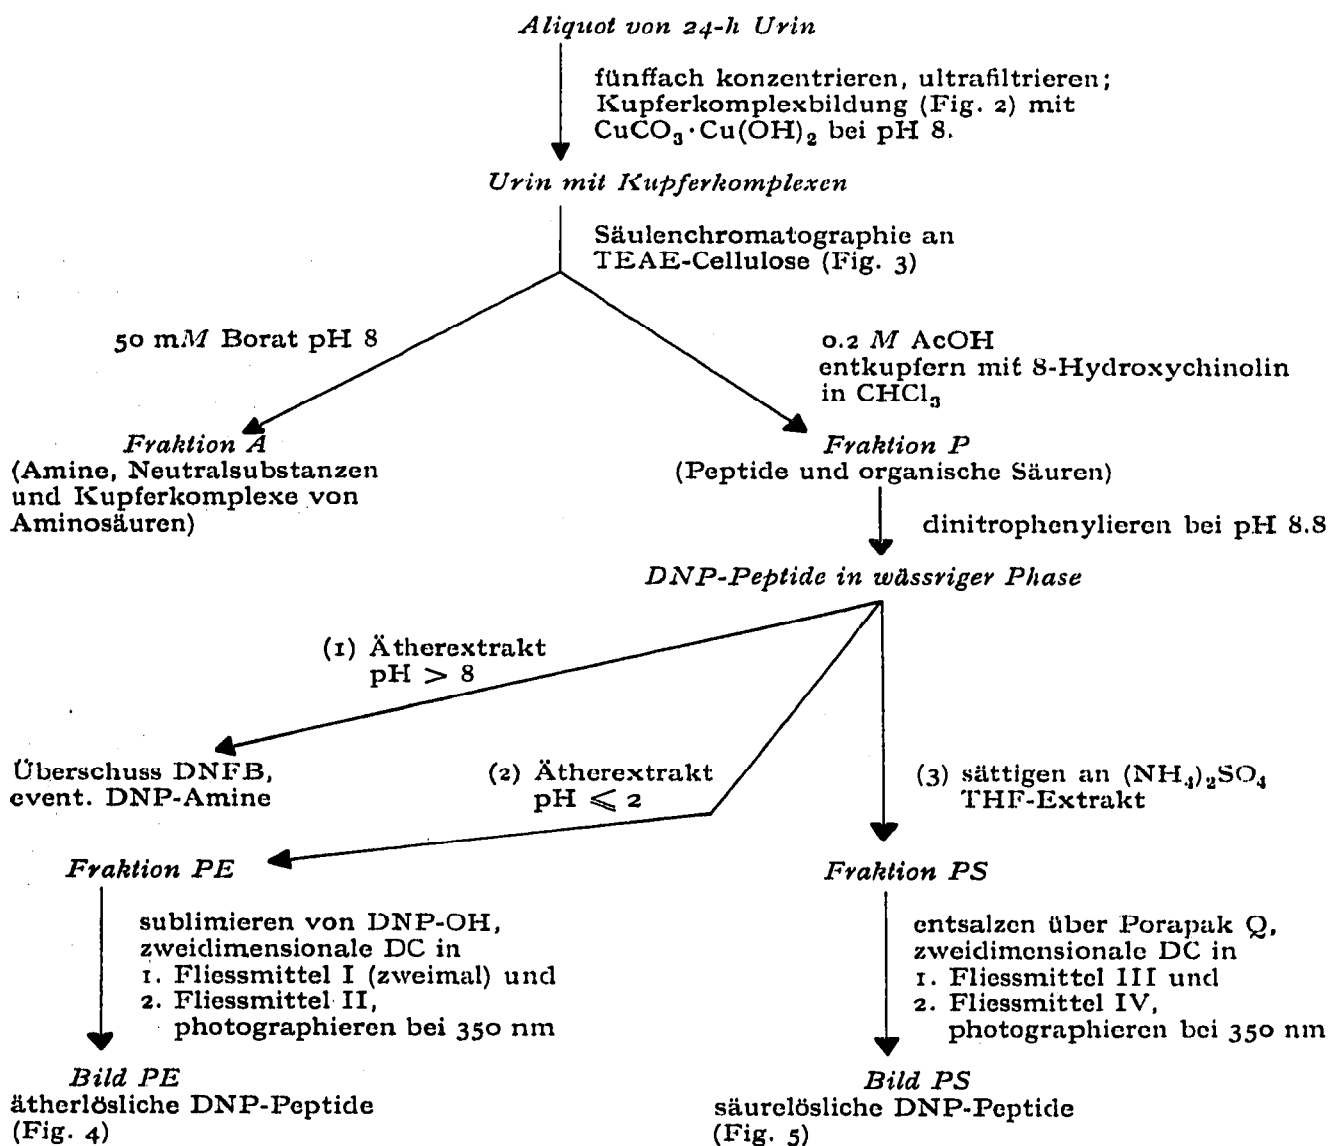 Aliquot von 24-h Urin
fünffach konzentrieren, ultrafiltrieren;
Kupferkomplexbildung (Fig. 2) mit
CuCO₃·Cu(OH)₂ bei pH 8.
Urin mit Kupferkomplexen
Säulenchromatographie an
TEAE-Cellulose (Fig. 3)
50 mM Borat pH 8
0.2 M AcOH
entkupfern mit 8-Hydroxychinolin
in CHCl₃
Fraktion A
(Amine, Neutralsubstanzen
und Kupferkomplexe von
Aminosäuren)
Fraktion P
(Peptide und organische Säuren)
dinitrophenylieren bei pH 8.8
DNP-Peptide in wässriger Phase
(1) Ätherextrakt
pH > 8
Überschuss DNFB,
event. DNP-Amine
(2) Ätherextrakt
pH ⩽ 2
(3) sättigen an (NH₄)₂SO₄
THF-Extrakt
Fraktion PE
sublimieren von DNP-OH,
zweidimensionale DC in
1. Fliessmittel I (zweimal) und
2. Fliessmittel II,
photographieren bei 350 nm
Bild PE
ätherlösliche DNP-Peptide
(Fig. 4)
Fraktion PS
entsalzen über Porapak Q,
zweidimensionale DC in
1. Fliessmittel III und
2. Fliessmittel IV,
photographieren bei 350 nm
Bild PS
säurelösliche DNP-Peptide
(Fig. 5)